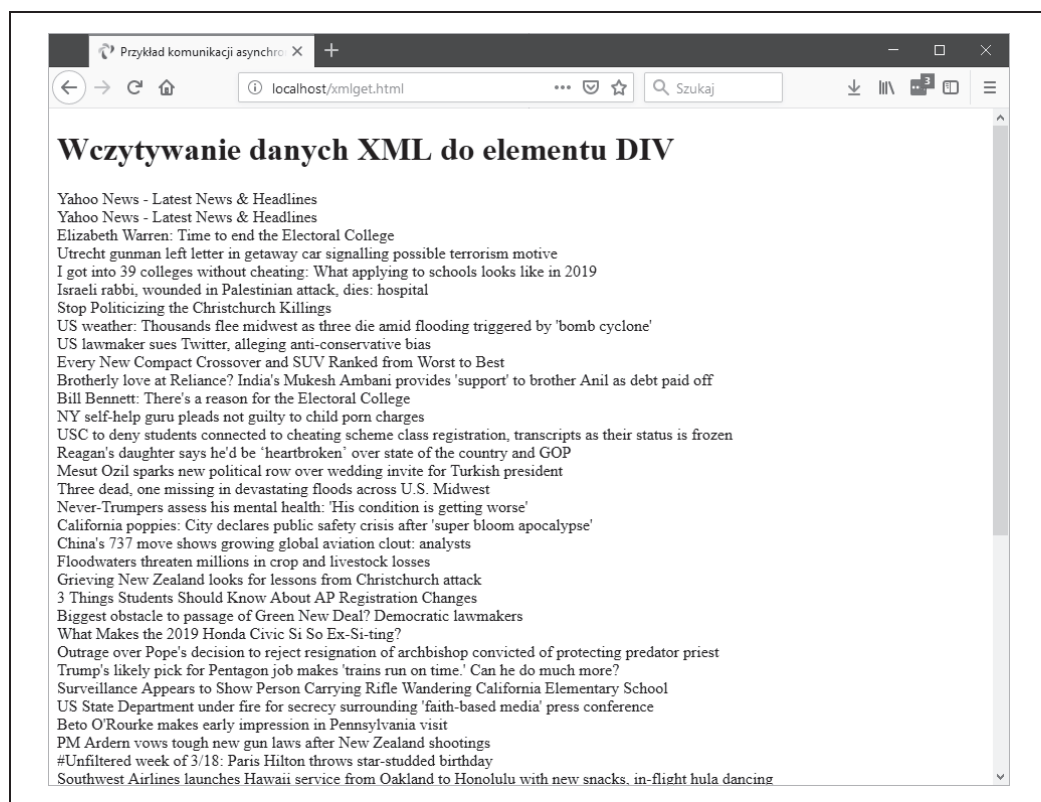 Przykład komunikacji asynchro
localhost/xmlget.html
Szukaj
3
Wczytywanie danych XML do elementu DIV
Yahoo News - Latest News & Headlines
Yahoo News - Latest News & Headlines
Elizabeth Warren: Time to end the Electoral College
Utrecht gunman left letter in getaway car signalling possible terrorism motive
I got into 39 colleges without cheating: What applying to schools looks like in 2019
Israeli rabbi, wounded in Palestinian attack, dies: hospital
Stop Politicizing the Christchurch Killings
US weather: Thousands flee midwest as three die amid flooding triggered by 'bomb cyclone'
US lawmaker sues Twitter, alleging anti-conservative bias
Every New Compact Crossover and SUV Ranked from Worst to Best
Brotherly love at Reliance? India's Mukesh Ambani provides 'support' to brother Anil as debt paid off
Bill Bennett: There's a reason for the Electoral College
NY self-help guru pleads not guilty to child porn charges
USC to deny students connected to cheating scheme class registration, transcripts as their status is frozen
Reagan's daughter says he'd be ‘heartbroken’ over state of the country and GOP
Mesut Ozil sparks new political row over wedding invite for Turkish president
Three dead, one missing in devastating floods across U.S. Midwest
Never-Trumpers assess his mental health: 'His condition is getting worse'
California poppies: City declares public safety crisis after 'super bloom apocalypse'
China's 737 move shows growing global aviation clout: analysts
Floodwaters threaten millions in crop and livestock losses
Grieving New Zealand looks for lessons from Christchurch attack
3 Things Students Should Know About AP Registration Changes
Biggest obstacle to passage of Green New Deal? Democratic lawmakers
What Makes the 2019 Honda Civic Si So Ex-Si-ting?
Outrage over Pope's decision to reject resignation of archbishop convicted of protecting predator priest
Trump's likely pick for Pentagon job makes 'trains run on time.' Can he do much more?
Surveillance Appears to Show Person Carrying Rifle Wandering California Elementary School
US State Department under fire for secrecy surrounding 'faith-based media' press conference
Beto O'Rourke makes early impression in Pennsylvania visit
PM Ardern vows tough new gun laws after New Zealand shootings
#Unfiltered week of 3/18: Paris Hilton throws star-studded birthday
Southwest Airlines launches Hawaii service from Oakland to Honolulu with new snacks, in-flight hula dancing